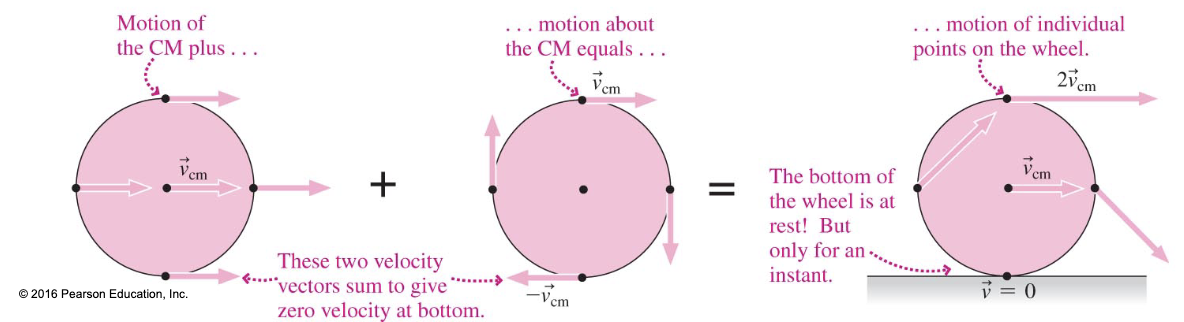 Motion of
the CM plus . . .
v⃗cm
. . . motion about
the CM equals . . .
v⃗cm
−v⃗cm
These two velocity
vectors sum to give
zero velocity at bottom.
+
=
. . . motion of individual
points on the wheel.
2v⃗cm
v⃗cm
The bottom of
the wheel is at
rest! But
only for an
instant.
v⃗ = 0
© 2016 Pearson Education, Inc.